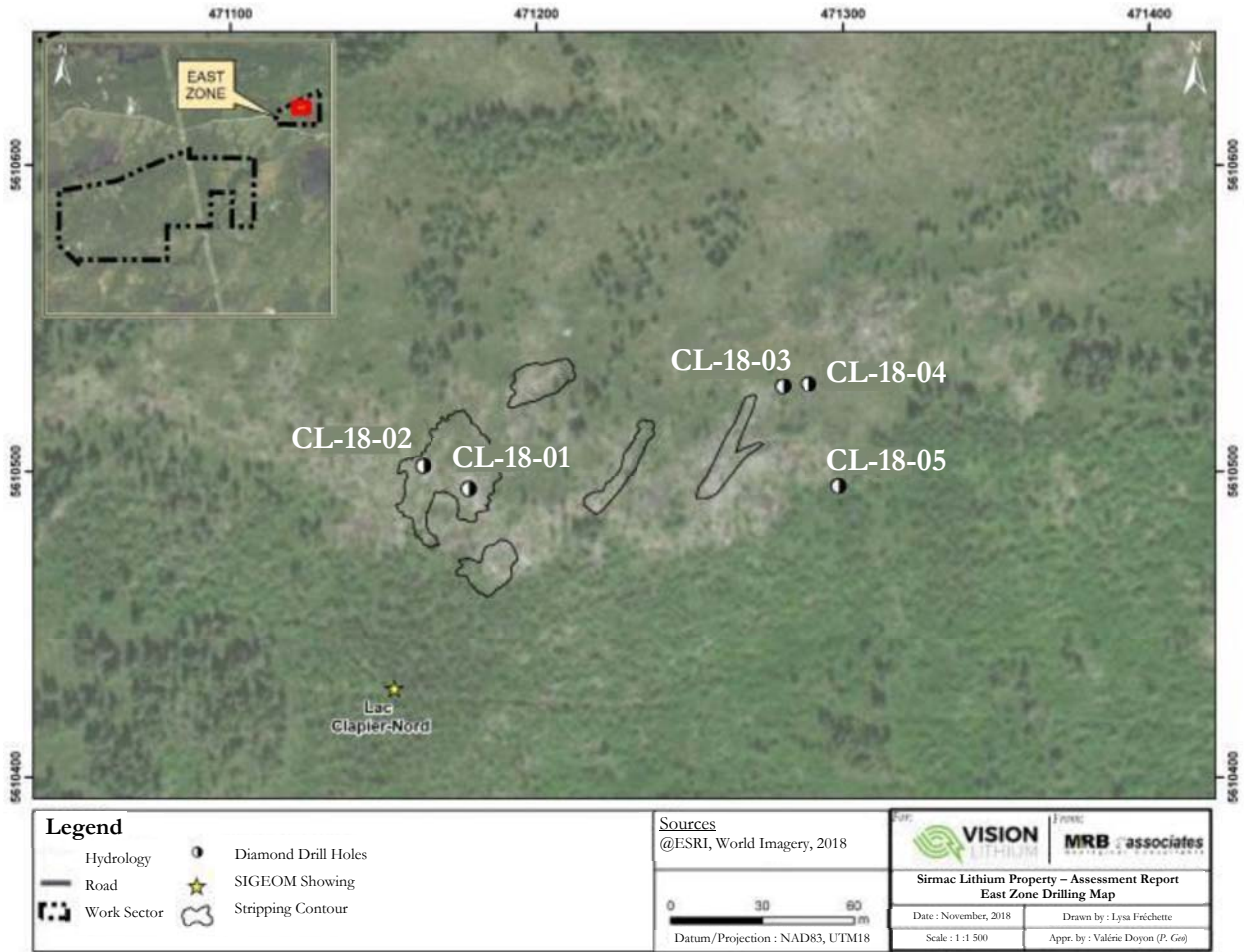 471100 471200 471300 471400
N
EAST
ZONE
N
5610600 5610600
CL-18-03 CL-18-04
CL-18-02 CL-18-01
CL-18-05
5610500 5610500
Lac
Clapier-Nord
5610400 5610400
Legend
Hydrology
Road
Work Sector
Diamond Drill Holes
SIGEOM Showing
Stripping Contour
Sources
@ESRI, World Imagery, 2018
0 30 60
m
Datum/Projection : NAD83, UTM18
For:
VISION
LITHIUM
From:
MRB associates
Geological Consultants
Sirmac Lithium Property – Assessment Report
East Zone Drilling Map
Date : November, 2018 Drawn by : Lysa Fréchette
Scale : 1 :1 500 Appr. by : Valérie Doyon (P. Geo)